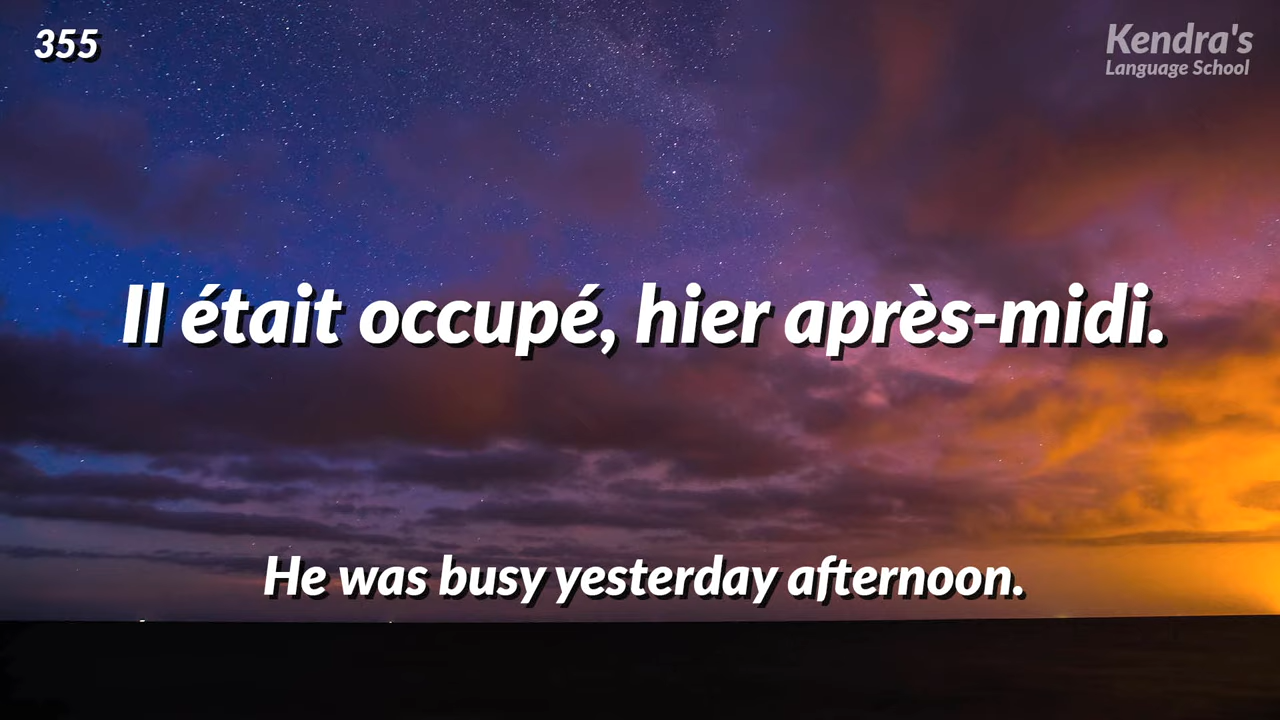 355
Kendra's
Language School
Il était occupé, hier après-midi.
He was busy yesterday afternoon.